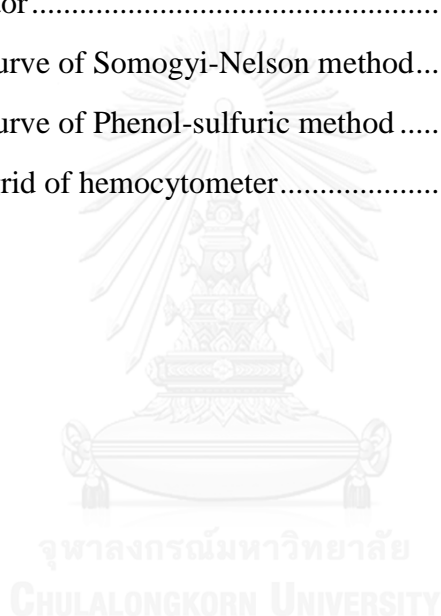 tor.......................................................
urve of Somogyi-Nelson method...
urve of Phenol-sulfuric method .....
rid of hemocytometer.....................
จุฬาลงกรณ์มหาวิทยาลัย
CHULALONGKORN UNIVERSITY